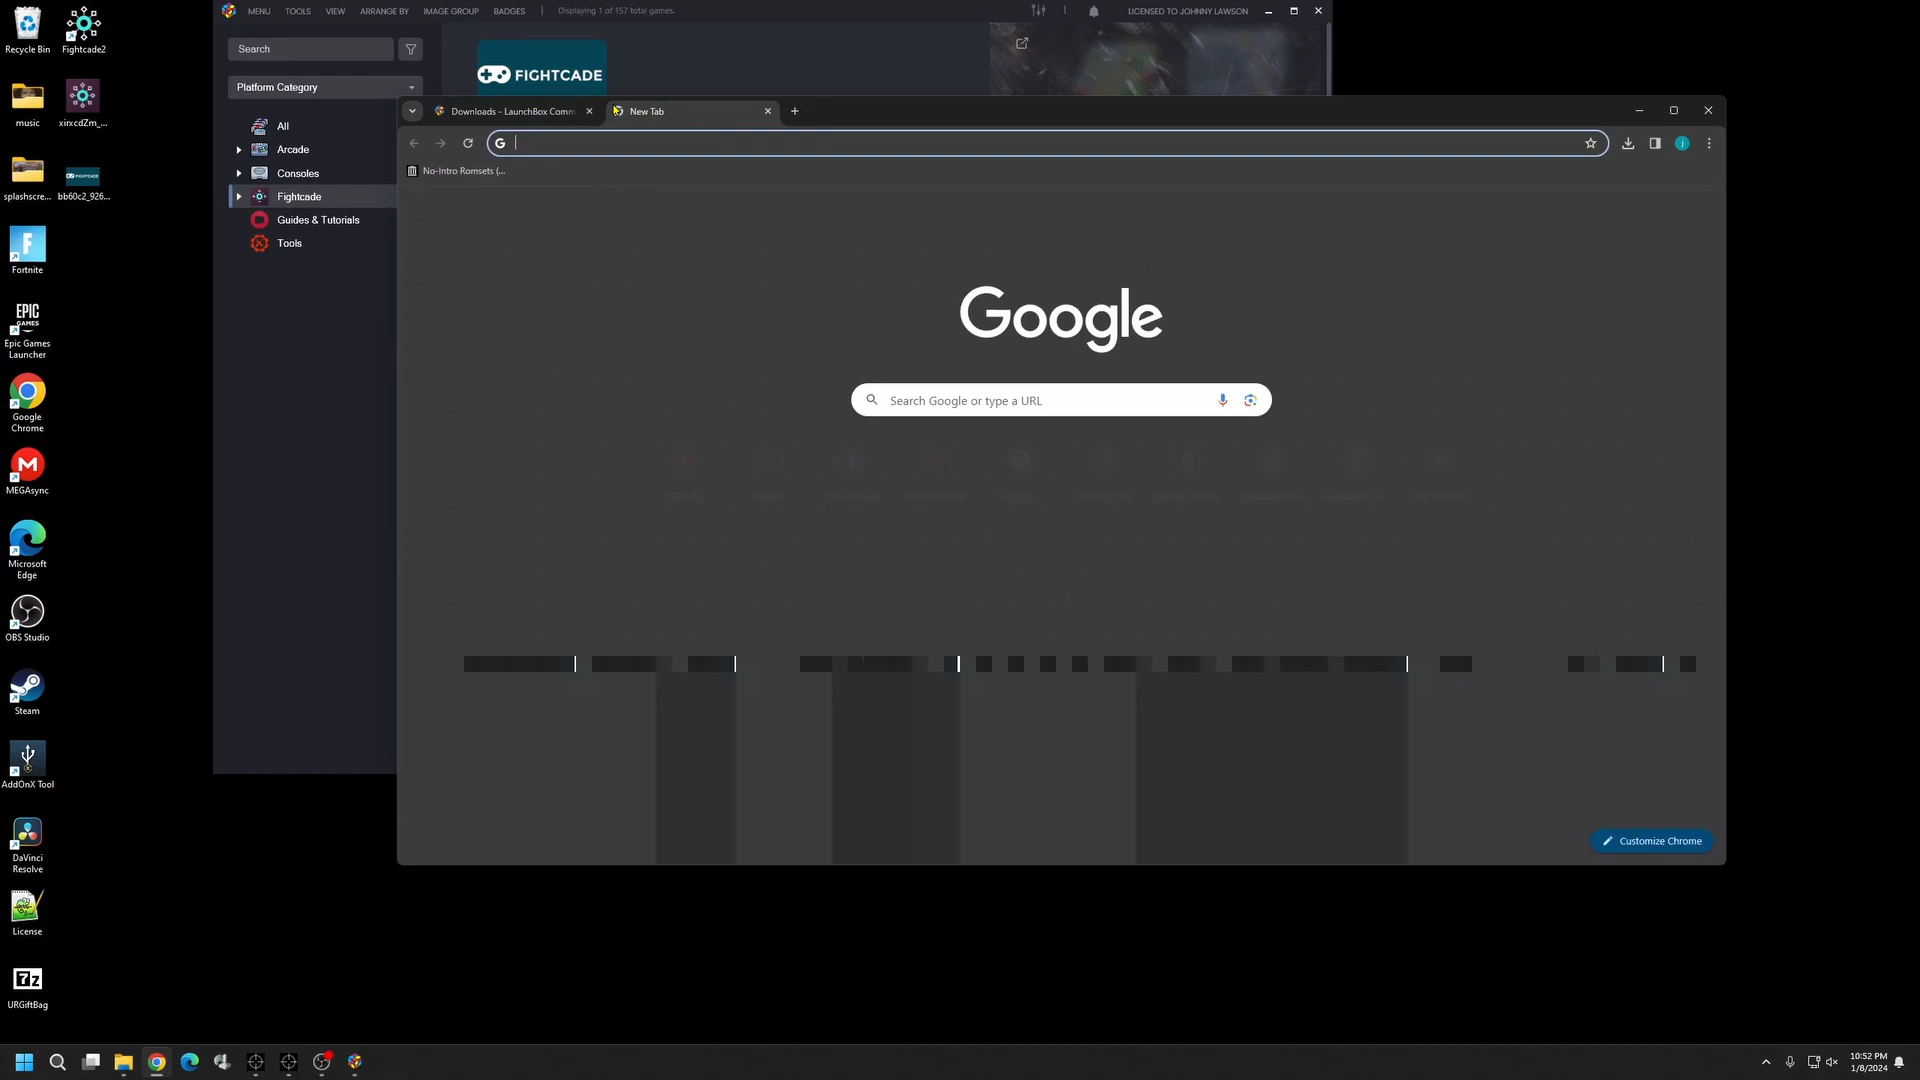 Recycle Bin
Fightcade2
music
xirxcdZm_...
splashscre...
bb60c2_926...
Fortnite
EPIC
GAMES
Epic Games
Launcher
Google
Chrome
MEGAsync
Microsoft
Edge
OBS Studio
Steam
AddOnX Tool
DaVinci
Resolve
License
7z
URGiftBag
MENU
TOOLS
VIEW
ARRANGE BY
IMAGE GROUP
BADGES
Displaying 1 of 157 total games.
LICENSED TO JOHNNY LAWSON
Search
Platform Category
All
Arcade
Consoles
Fightcade
Guides & Tutorials
Tools
FIGHTCADE
Downloads - LaunchBox Comm
New Tab
No-Intro Romsets (...
Google
Search Google or type a URL
Customize Chrome
10:52 PM
1/8/2024